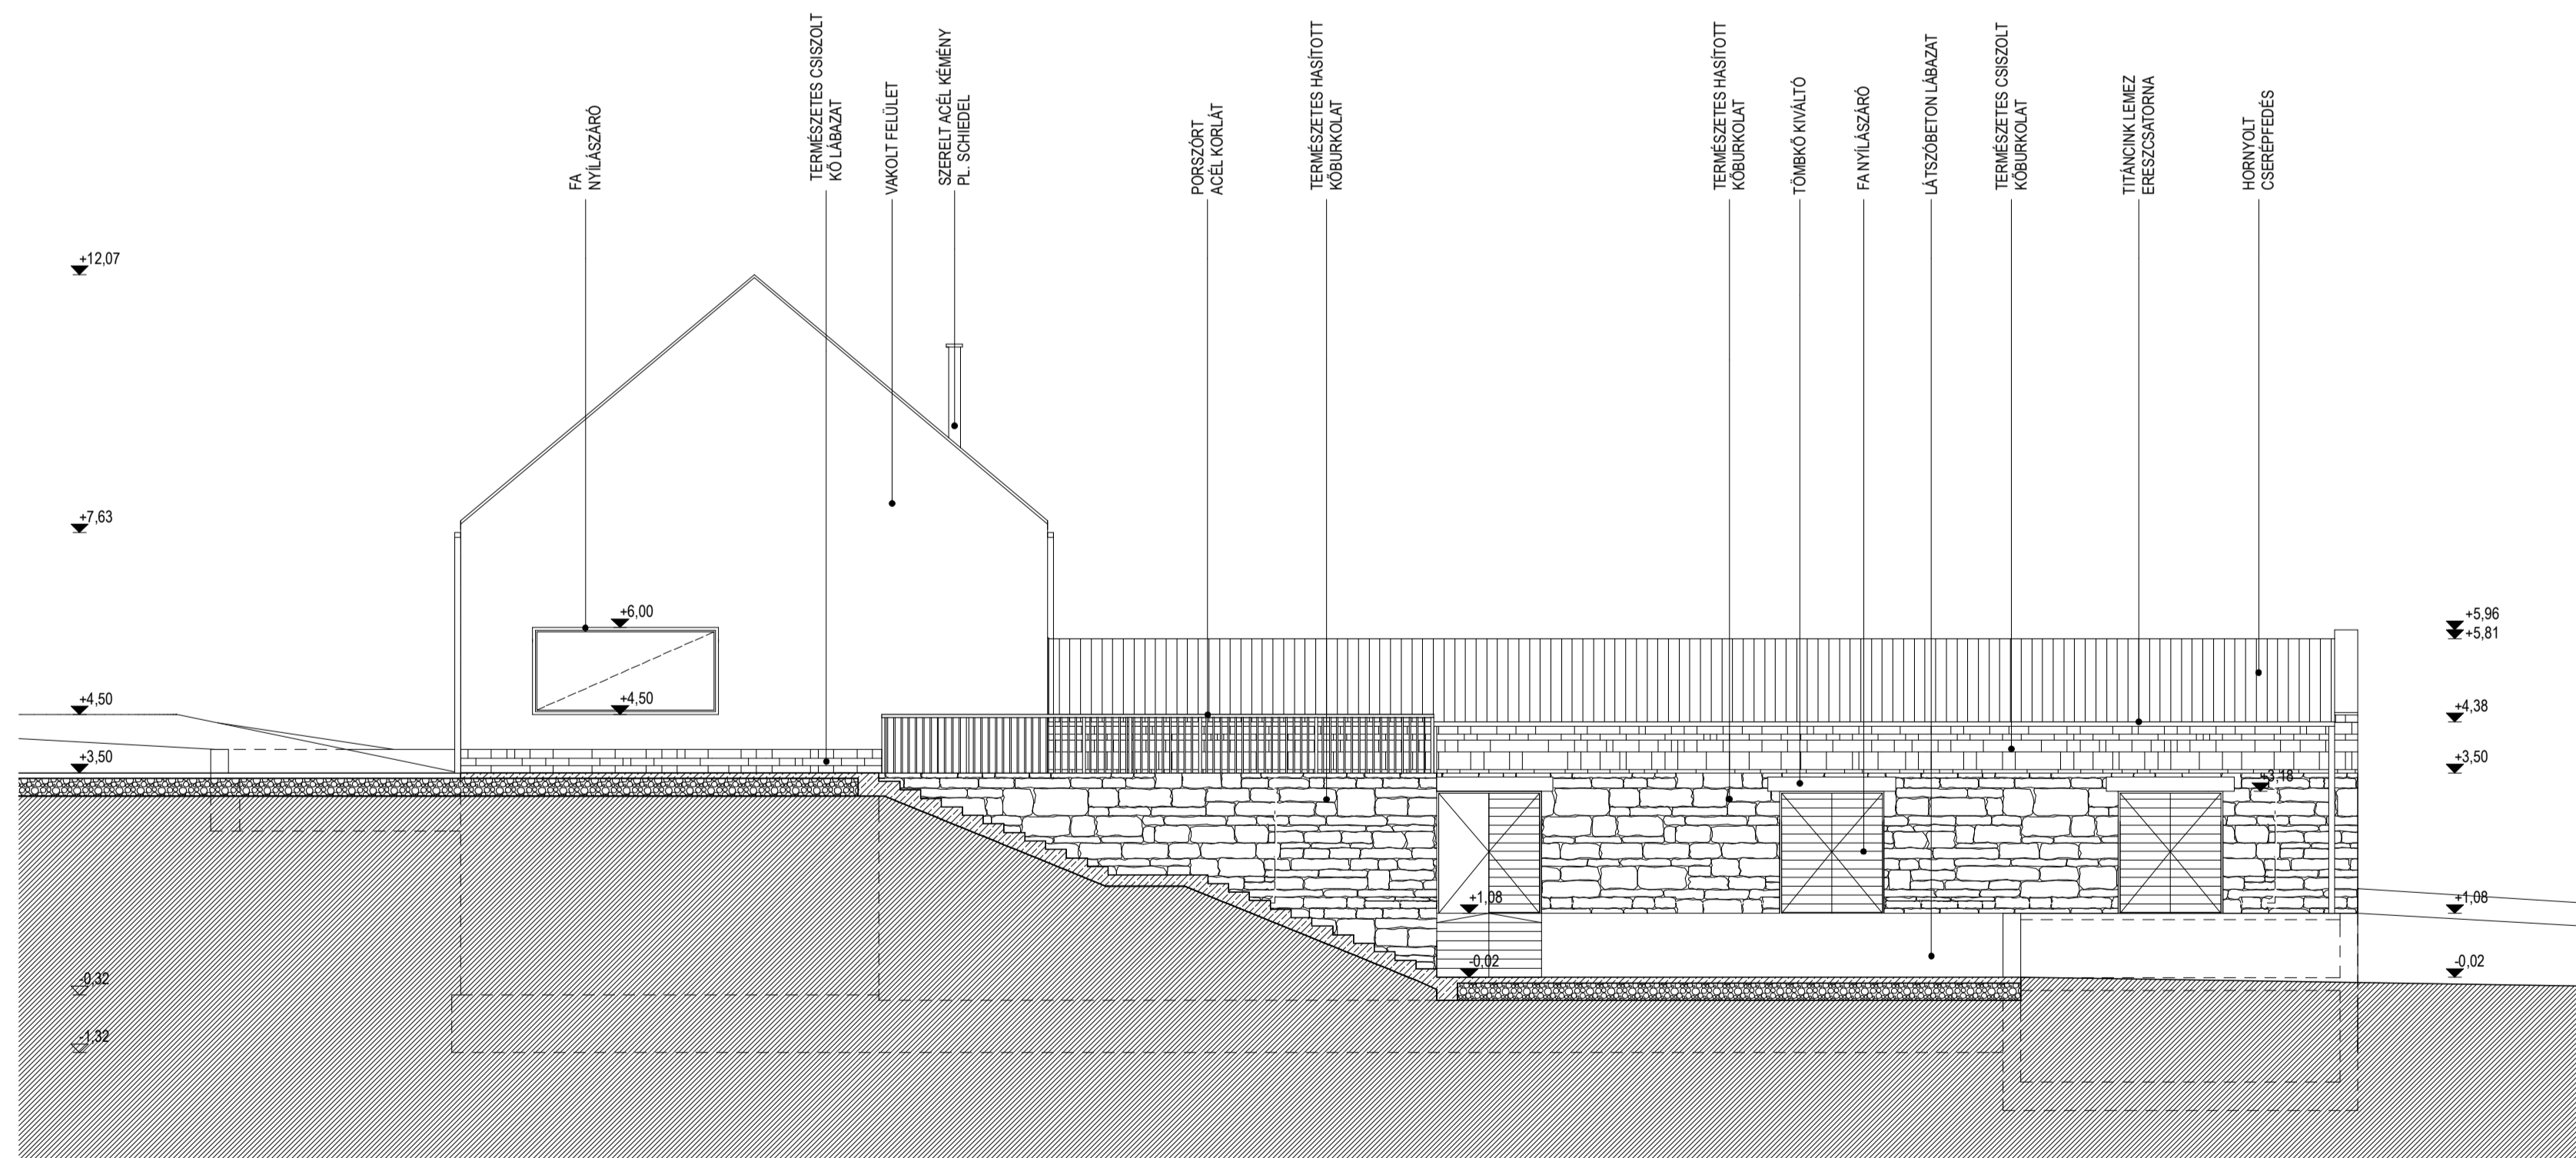 FA
NYÍLÁSZÁRÓ
TERMÉSZETES CSISZOLT
KŐ LÁBAZAT
VAKOLT FELÜLET
SZERELT ACÉL KÉMÉNY
PL. SCHIEDEL
PORSZÓRT
ACÉL KORLÁT
TERMÉSZETES HASÍTOTT
KŐBURKOLAT
TERMÉSZETES HASÍTOTT
KŐBURKOLAT
TÖMBKŐ KIVÁLTÓ
FA NYÍLÁSZÁRÓ
LÁTSZÓBETON LÁBAZAT
TERMÉSZETES CSISZOLT
KŐBURKOLAT
TITÁNCINK LEMEZ
ERESZCSATORNA
HORNYOLT
CSERÉPFEDÉS
+12,07
+7,63
+6,00
+5,96
+5,81
+4,50
+4,50
+4,38
+3,50
+3,50
+3,18
+1,08
+1,08
-0,02
-0,02
-0,32
-1,32